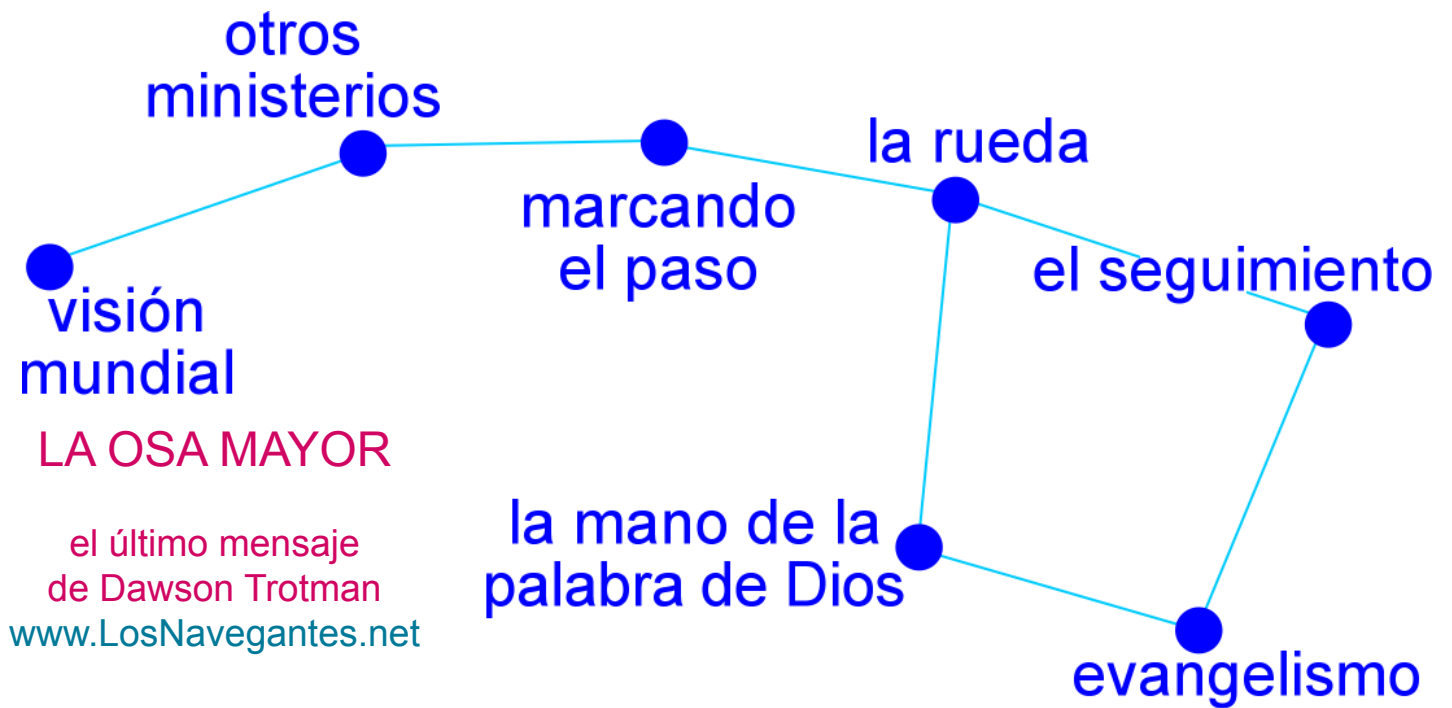 otros
ministerios
la rueda
marcando
el paso
el seguimiento
visión
mundial
LA OSA MAYOR
la mano de la
palabra de Dios
el último mensaje
de Dawson Trotman
www.LosNavegantes.net
evangelismo